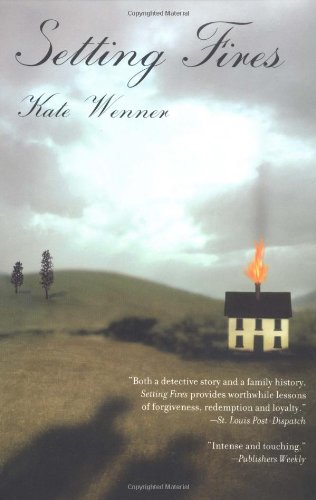 Setting Fires
Kate Wenner
"Both a detective story and a family history,
Setting Fires provides worthwhile lessons
of forgiveness, redemption and loyalty."
—St. Louis Post-Dispatch
"Intense and touching."
—Publishers Weekly